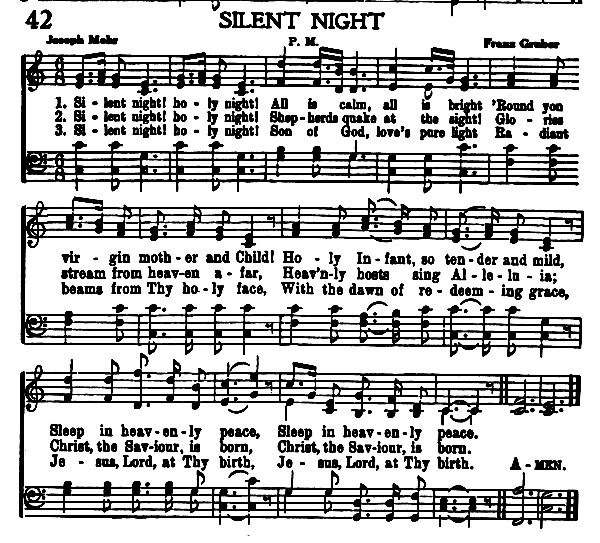 42 SILENT NIGHT
Joseph Mohr P. M. Franz Gruber
1. Si - lent night! ho - ly night! All is calm, all is bright 'Round yon
2. Si - lent night! ho - ly night! Shep-herds quake at the sight! Glo - ries
3. Si - lent night! ho - ly night! Son of God, love's pure light Ra - diant
vir - gin moth - er and Child! Ho - ly In - fant, so ten - der and mild,
stream from heav-en a - far, Heav'n-ly hosts sing Al - le - lu - ia;
beams from Thy ho - ly face, With the dawn of re - deem - ing grace,
Sleep in heav - en - ly peace, Sleep in heav - en - ly peace.
Christ, the Sav-iour, is born, Christ, the Sav-iour, is born.
Je - sus, Lord, at Thy birth, Je - sus, Lord, at Thy birth. A-MEN.